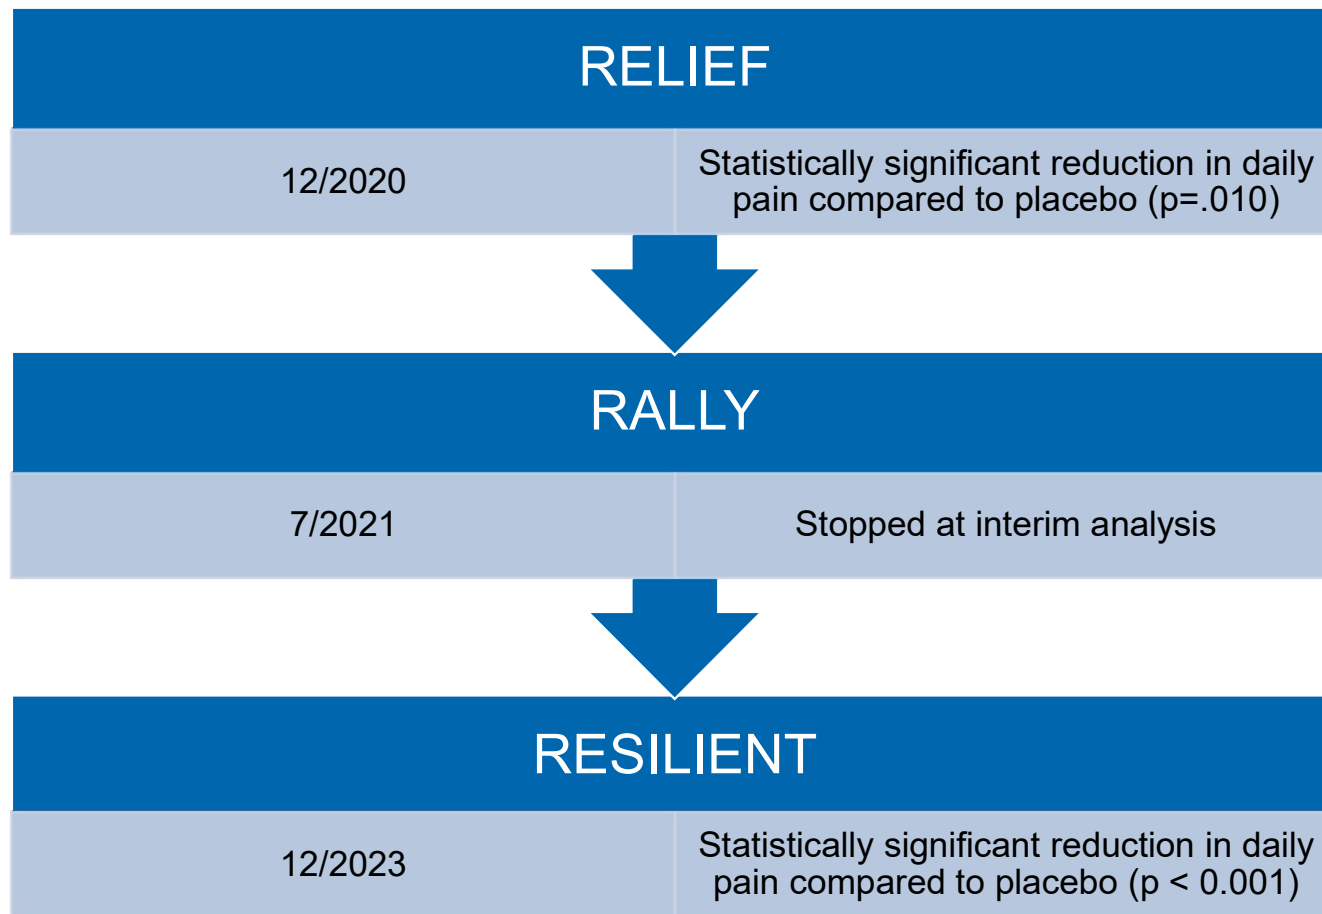 RELIEF
12/2020
Statistically significant reduction in daily
pain compared to placebo (p=.010)
RALLY
7/2021
Stopped at interim analysis
RESILIENT
12/2023
Statistically significant reduction in daily
pain compared to placebo (p < 0.001)